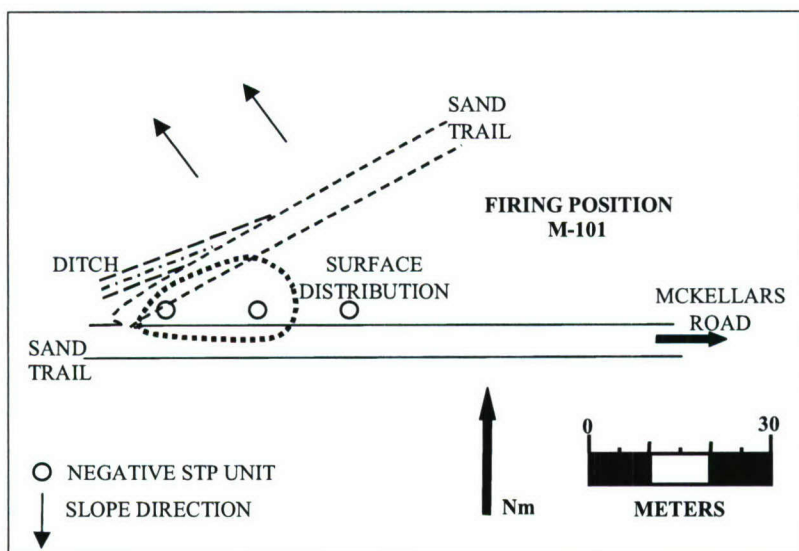 SAND
TRAIL
FIRING POSITION
M-101
DITCH
SURFACE
DISTRIBUTION
MCKELLARS
ROAD
SAND
TRAIL
0 30
METERS
Nm
NEGATIVE STP UNIT
SLOPE DIRECTION